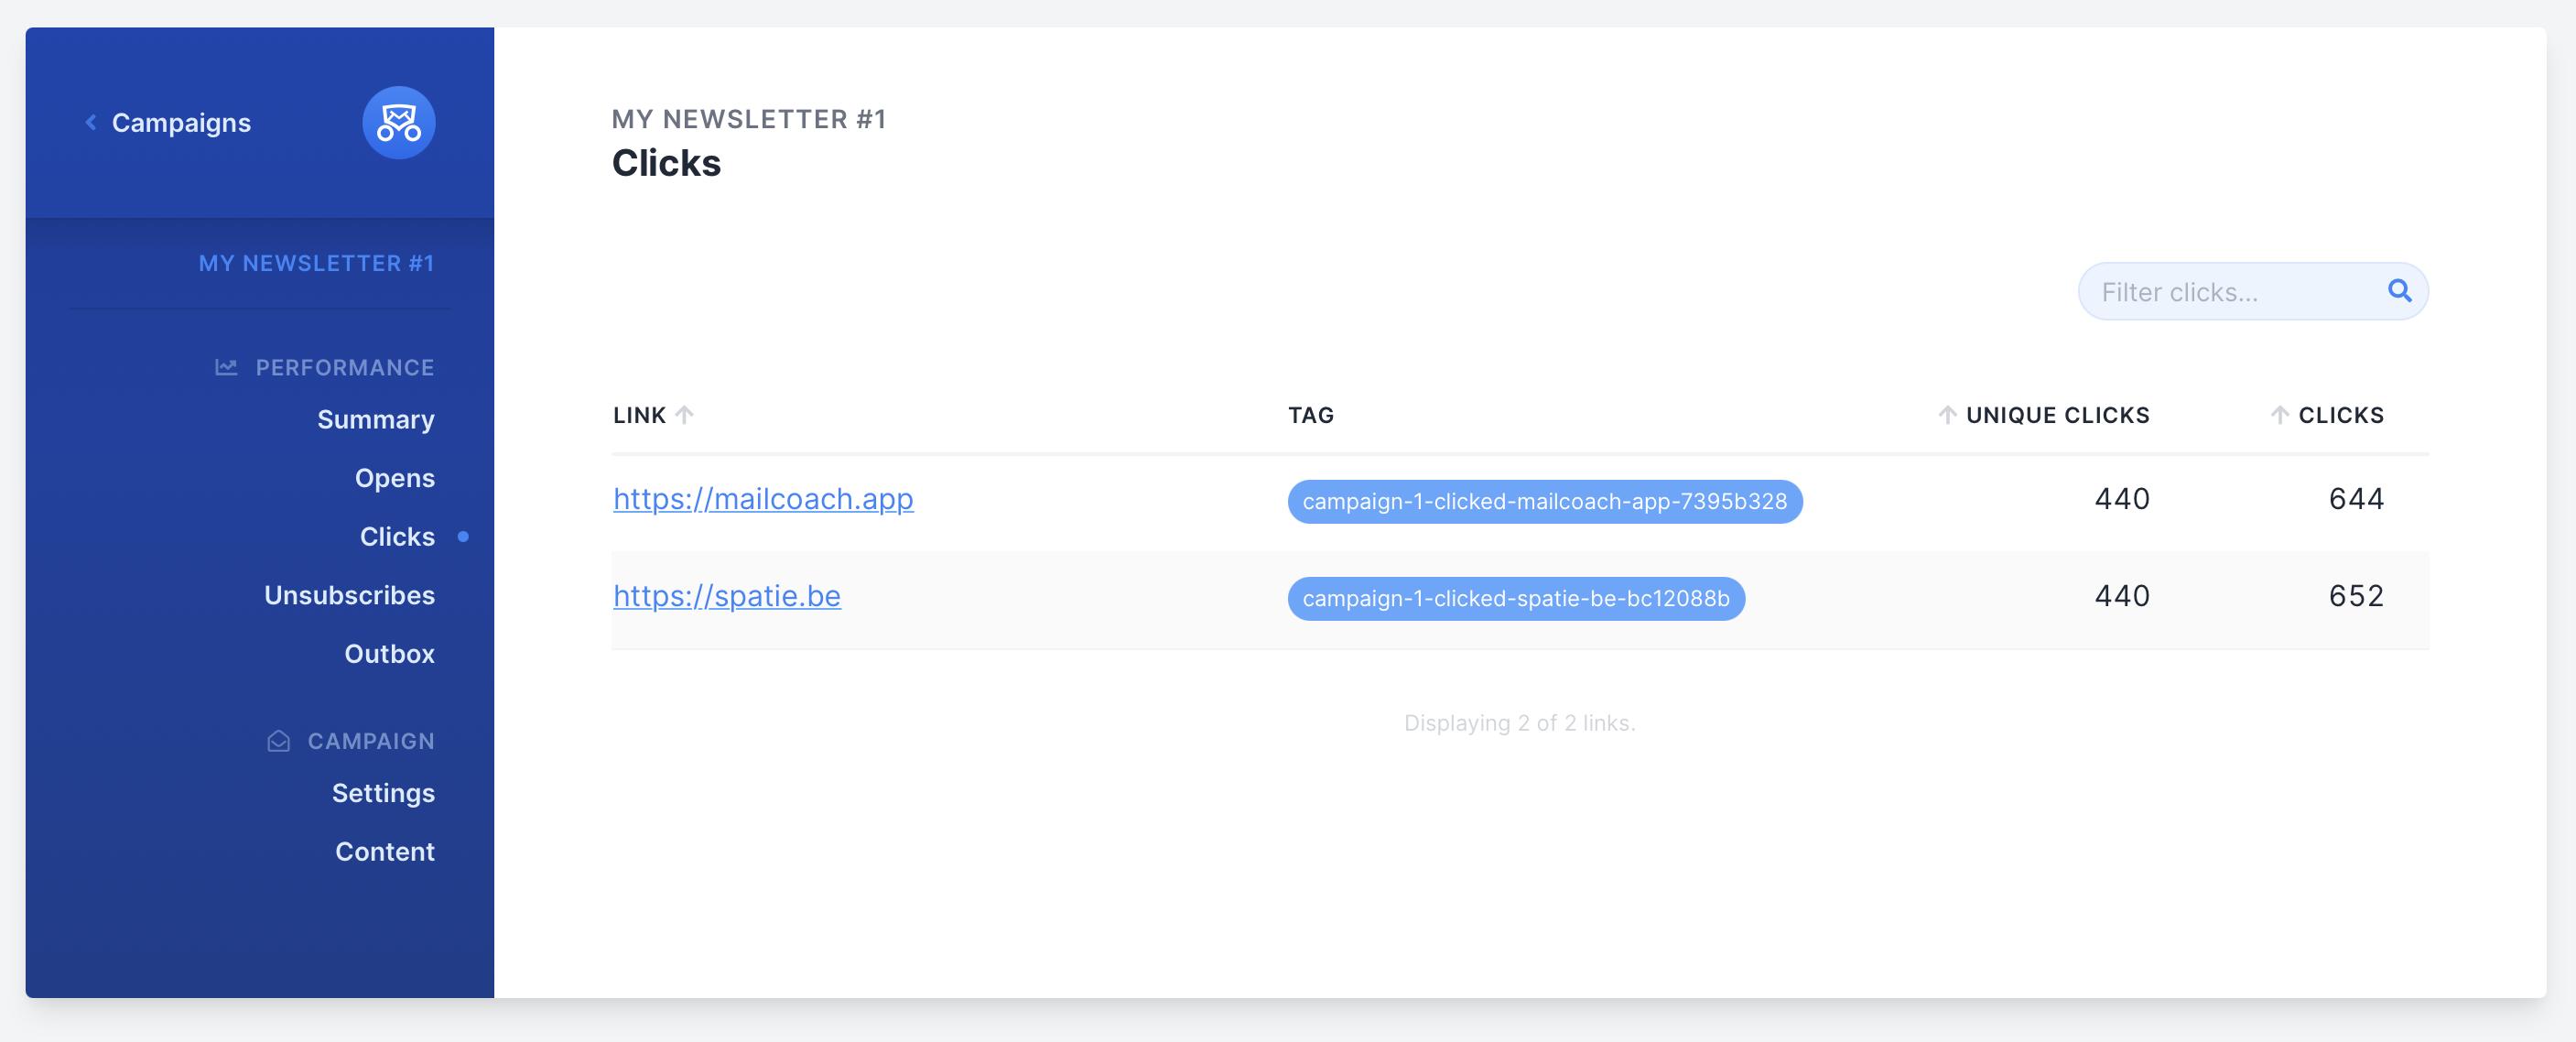 Campaigns
MY NEWSLETTER #1
PERFORMANCE
Summary
Opens
Clicks
Unsubscribes
Outbox
CAMPAIGN
Settings
Content
MY NEWSLETTER #1
Clicks
Filter clicks...
LINK TAG UNIQUE CLICKS CLICKS
https://mailcoach.app campaign-1-clicked-mailcoach-app-7395b328 440 644
https://spatie.be campaign-1-clicked-spatie-be-bc12088b 440 652
Displaying 2 of 2 links.